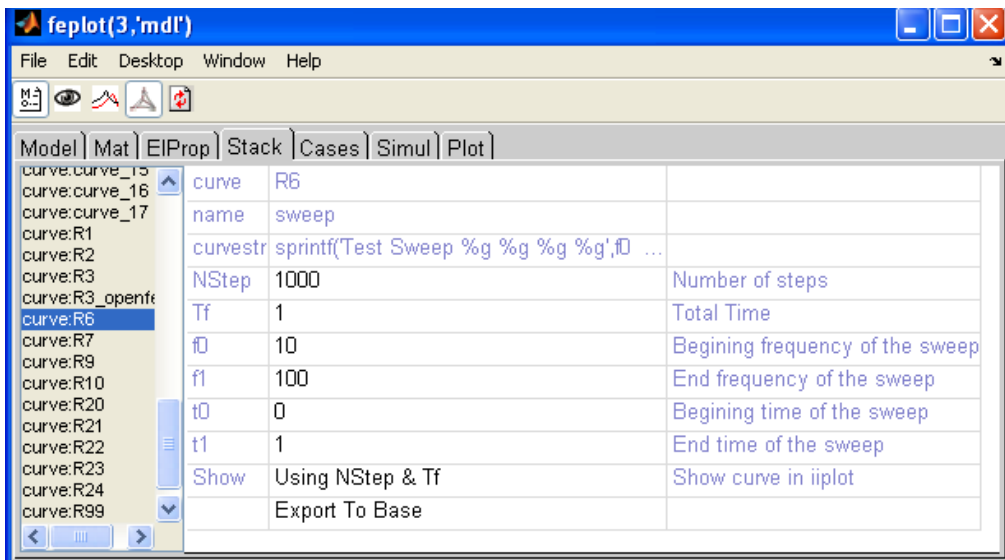 feplot(3,'mdl')
File Edit Desktop Window Help
Model Mat ElProp Stack Cases Simul Plot
curve:curve_15
curve:curve_16
curve:curve_17
curve:R1
curve:R2
curve:R3
curve:R3_openfe
curve:R6
curve:R7
curve:R9
curve:R10
curve:R20
curve:R21
curve:R22
curve:R23
curve:R24
curve:R99
curve R6
name sweep
curvestr sprintf('Test Sweep %g %g %g %g',f0 ...
NStep 1000 Number of steps
Tf 1 Total Time
f0 10 Begining frequency of the sweep
f1 100 End frequency of the sweep
t0 0 Begining time of the sweep
t1 1 End time of the sweep
Show Using NStep & Tf Show curve in iiplot
Export To Base